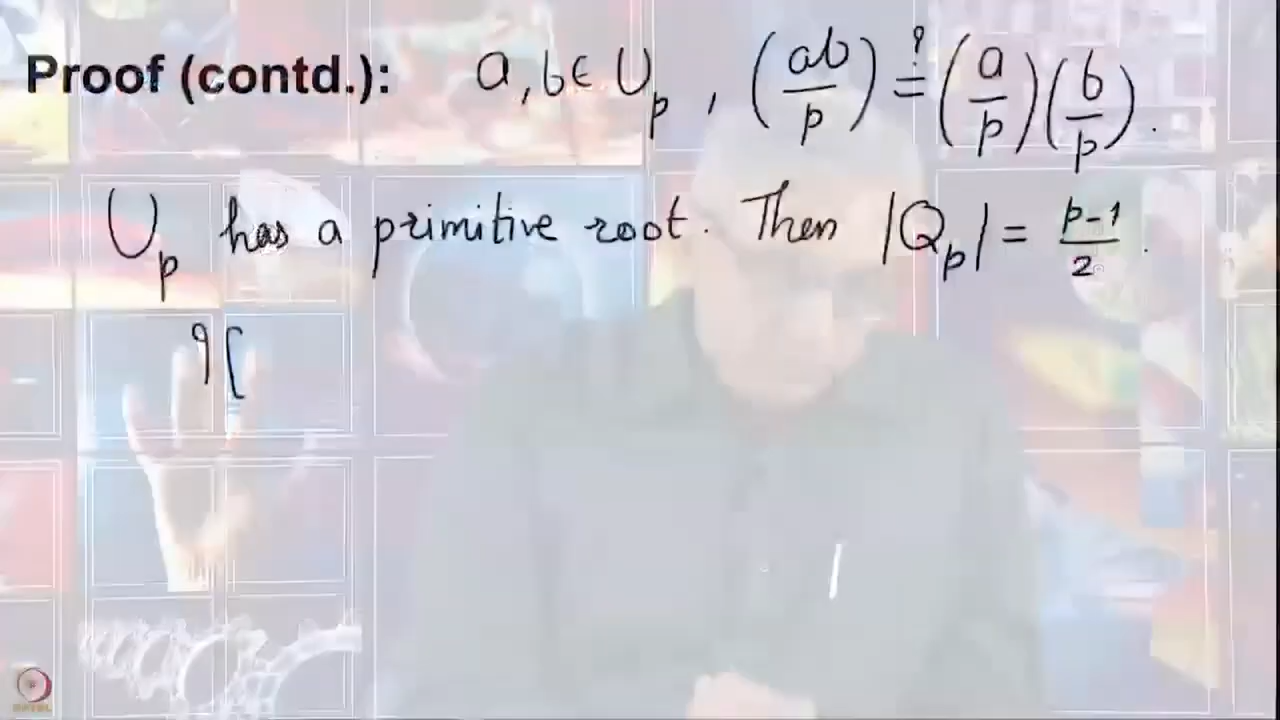 Proof (contd.): a, b ∈ U_p , (ab/p) ?= (a/p)(b/p).
U_p has a primitive root. Then |Q_p| = p-1/2 .